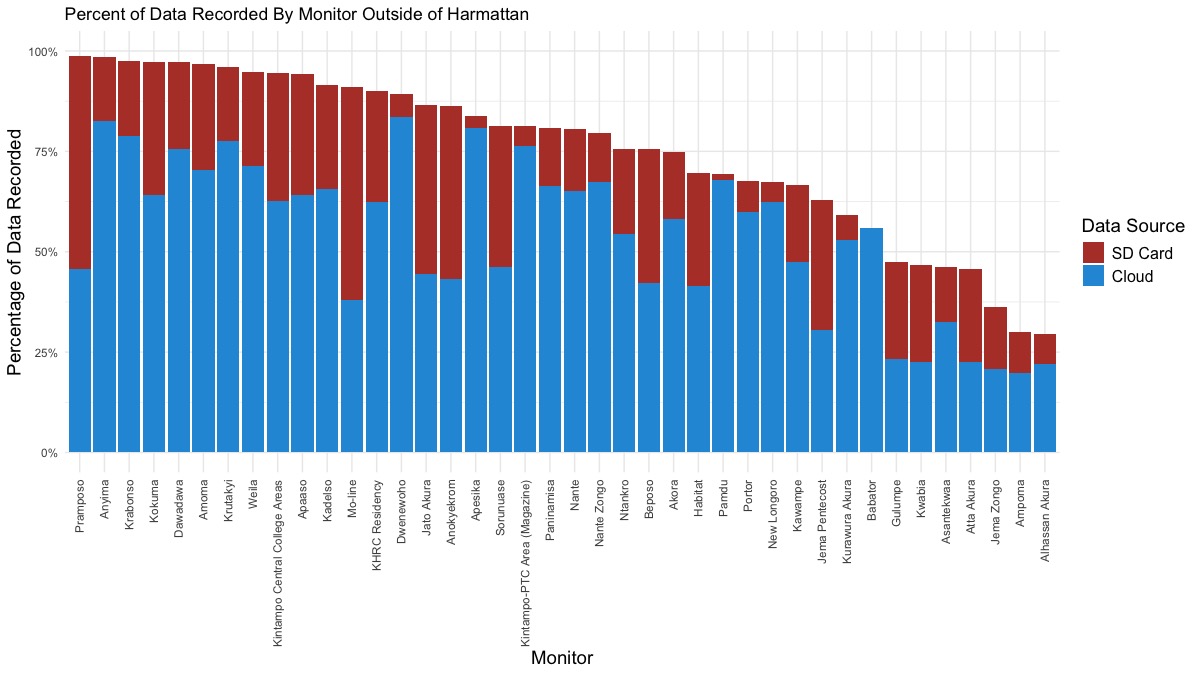 Percent of Data Recorded By Monitor Outside of Harmattan
Percentage of Data Recorded
100%
75%
50%
25%
0%
Pramposo
Anyima
Krabonso
Kokuma
Dawadawa
Amoma
Krutakyi
Weila
Kintampo Central College Areas
Apaaso
Kadelso
Mo-line
KHRC Residency
Dwenewoho
Jato Akura
Anokyekrom
Apesika
Sorunuase
Kintampo-PTC Area (Magazine)
Paninamisa
Nante
Nante Zongo
Ntankro
Beposo
Akora
Habitat
Pamdu
Portor
New Longoro
Kawampe
Jema Pentecost
Kurawura Akura
Babator
Gulumpe
Kwabia
Asantekwaa
Atta Akura
Jema Zongo
Ampoma
Alhassan Akura
Monitor
Data Source
SD Card
Cloud